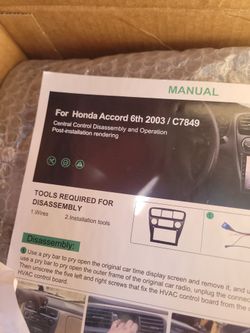 MANUAL
For Honda Accord 6th 2003 / C7849
Central Control Disassembly and Operation
Post-installation rendering
TOOLS REQUIRED FOR
DISASSEMBLY
1.Wires 2.Installation tools
Disassembly:
Use a pry bar to pry open the original car time display screen and remove it, and u
use a pry bar to pry open the outer frame of the original car radio, unplug the connec
Then unscrew the five left and right screws that fix the HVAC control board from the
HVAC control board.